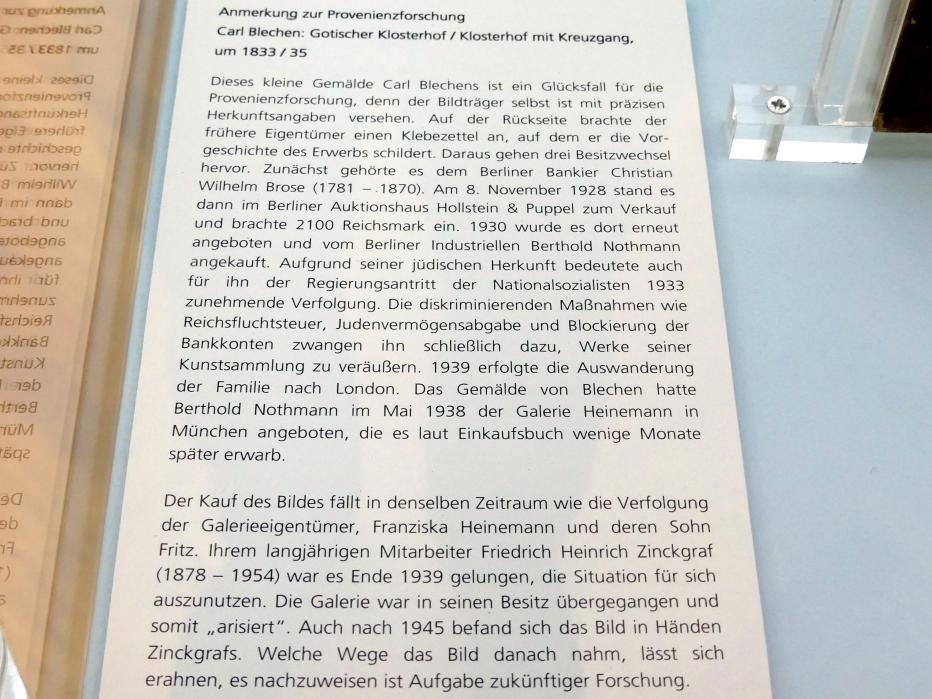 Anmerkung zur Provenienzforschung
Carl Blechen: Gotischer Klosterhof / Klosterhof mit Kreuzgang,
um 1833 / 35
Dieses kleine Gemälde Carl Blechens ist ein Glücksfall für die
Provenienzforschung, denn der Bildträger selbst ist mit präzisen
Herkunftsangaben versehen. Auf der Rückseite brachte der
frühere Eigentümer einen Klebezettel an, auf dem er die Vor-
geschichte des Erwerbs schildert. Daraus gehen drei Besitzwechsel
hervor. Zunächst gehörte es dem Berliner Bankier Christian
Wilhelm Brose (1781 – 1870). Am 8. November 1928 stand es
dann im Berliner Auktionshaus Hollstein & Puppel zum Verkauf
und brachte 2100 Reichsmark ein. 1930 wurde es dort erneut
angeboten und vom Berliner Industriellen Berthold Nothmann
angekauft. Aufgrund seiner jüdischen Herkunft bedeutete auch
für ihn der Regierungsantritt der Nationalsozialisten 1933
zunehmende Verfolgung. Die diskriminierenden Maßnahmen wie
Reichsfluchtsteuer, Judenvermögensabgabe und Blockierung der
Bankkonten zwangen ihn schließlich dazu, Werke seiner
Kunstsammlung zu veräußern. 1939 erfolgte die Auswanderung
der Familie nach London. Das Gemälde von Blechen hatte
Berthold Nothmann im Mai 1938 der Galerie Heinemann in
München angeboten, die es laut Einkaufsbuch wenige Monate
später erwarb.
Der Kauf des Bildes fällt in denselben Zeitraum wie die Verfolgung
der Galerieeigentümer, Franziska Heinemann und deren Sohn
Fritz. Ihrem langjährigen Mitarbeiter Friedrich Heinrich Zinckgraf
(1878 – 1954) war es Ende 1939 gelungen, die Situation für sich
auszunutzen. Die Galerie war in seinen Besitz übergegangen und
somit „arisiert“. Auch nach 1945 befand sich das Bild in Händen
Zinckgrafs. Welche Wege das Bild danach nahm, lässt sich
erahnen, es nachzuweisen ist Aufgabe zukünftiger Forschung.